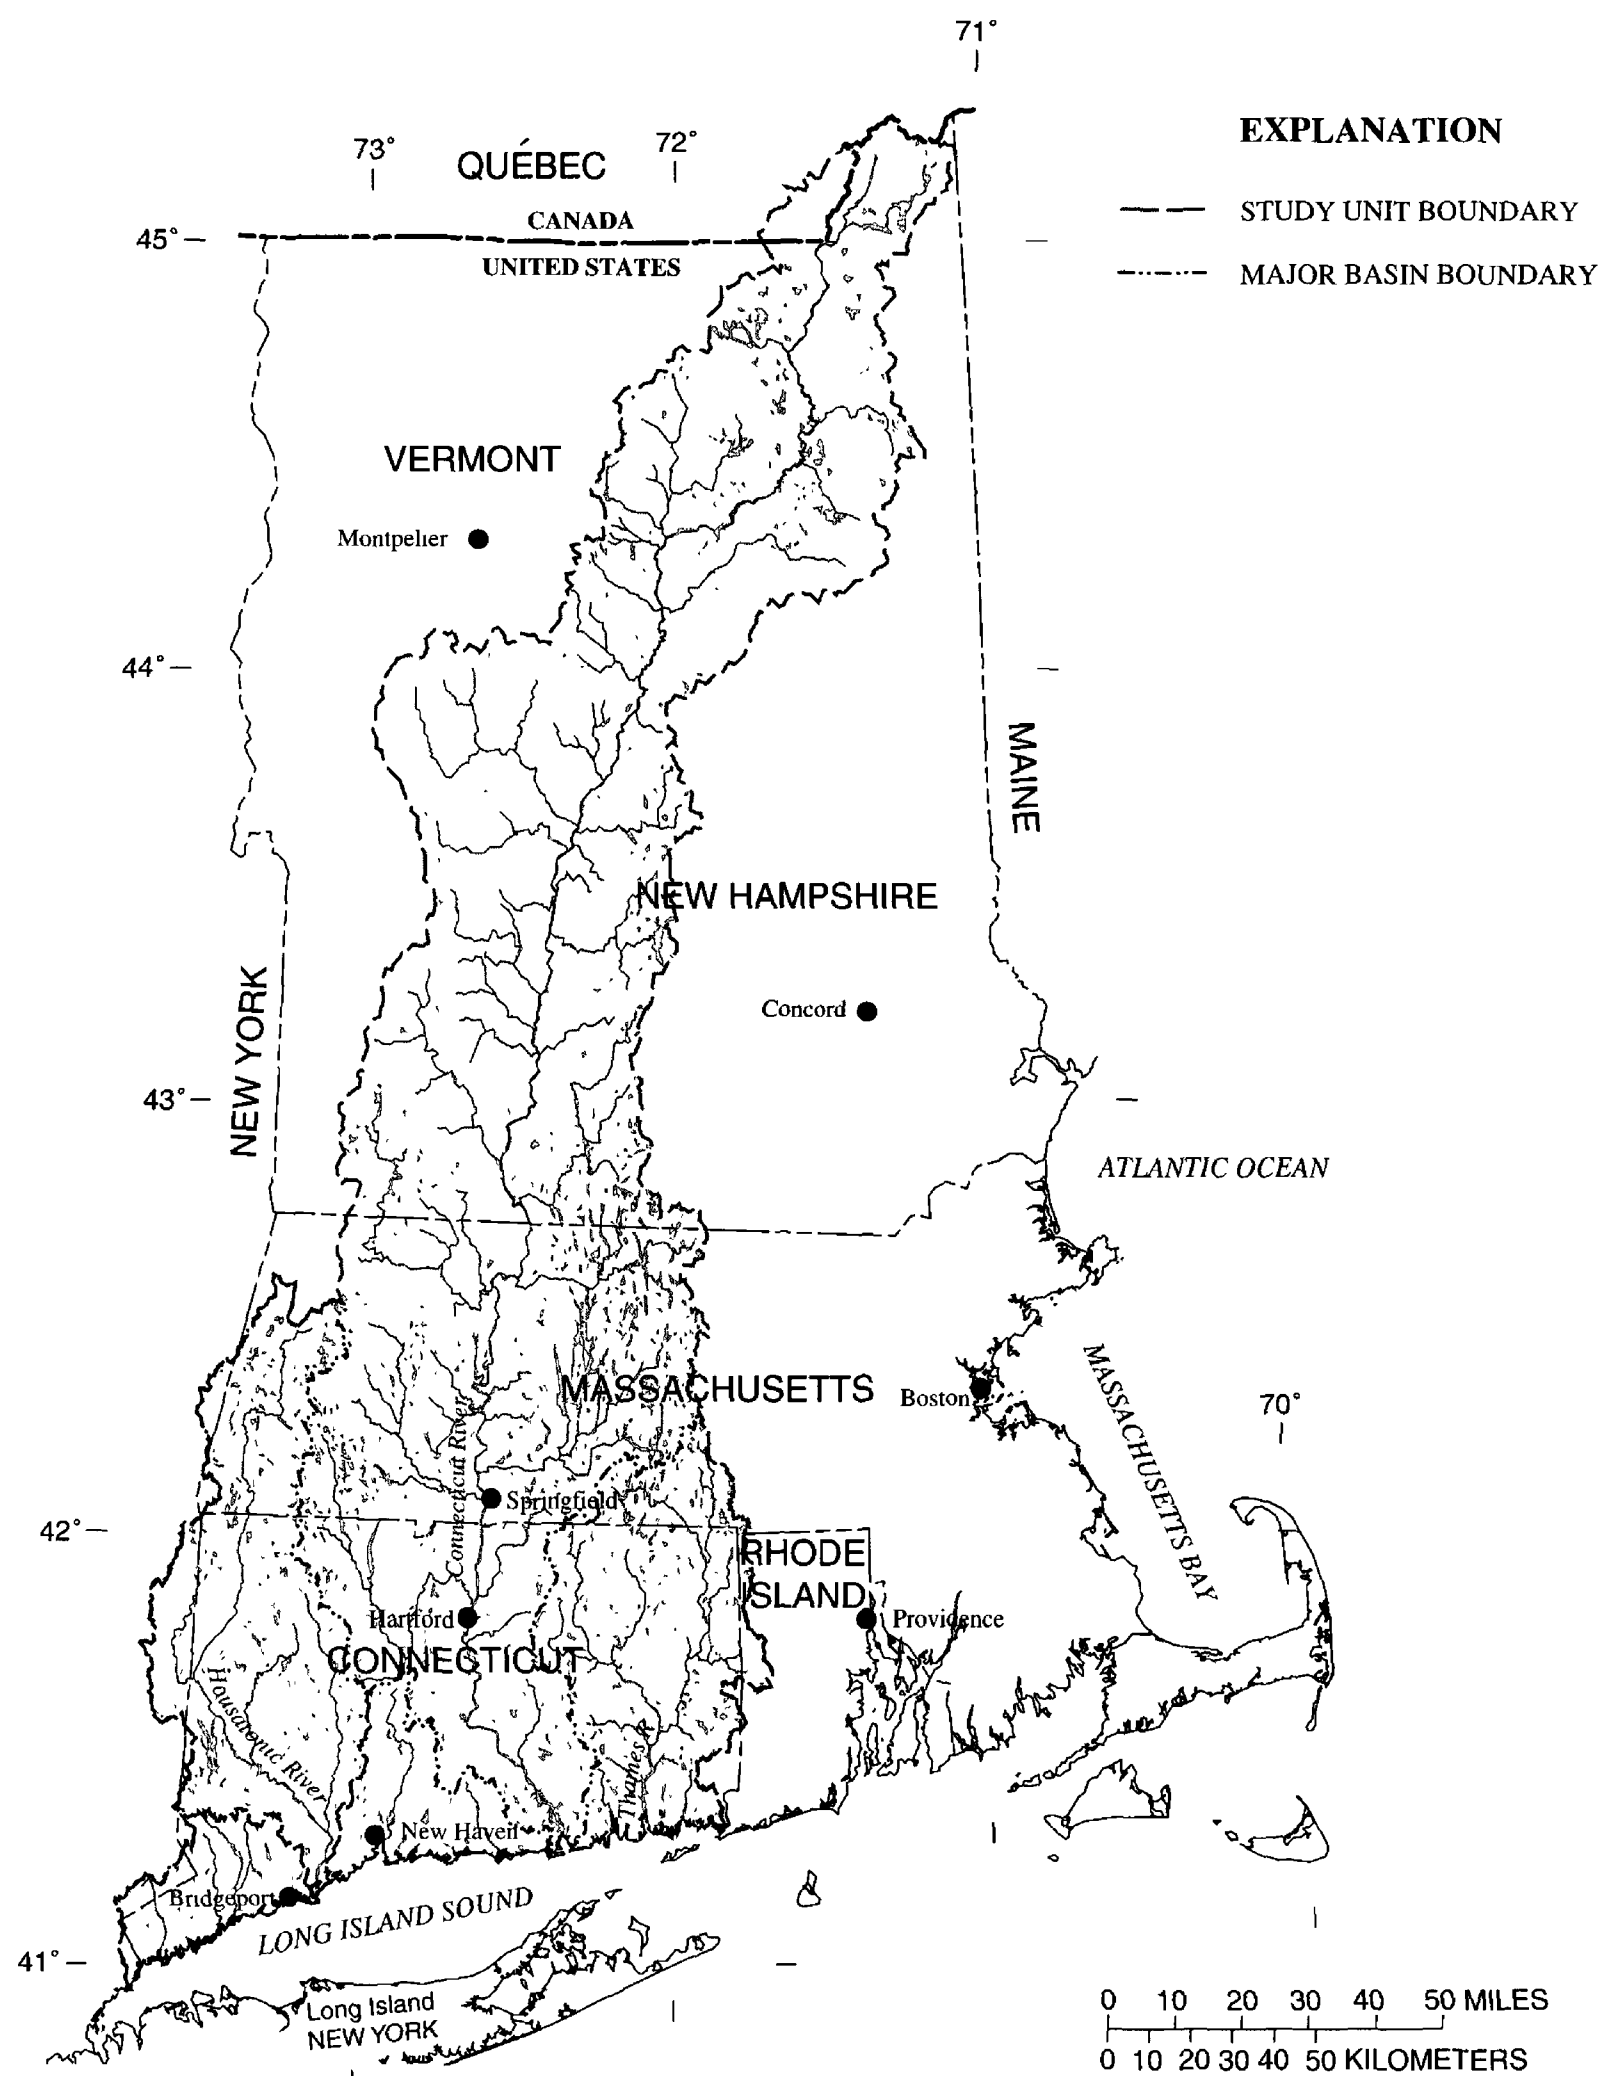 71°
EXPLANATION
73°
QUÉBEC
72°
STUDY UNIT BOUNDARY
CANADA
45°
UNITED STATES
MAJOR BASIN BOUNDARY
VERMONT
Montpelier
44°
MAINE
NEW HAMPSHIRE
NEW YORK
Concord
43°
ATLANTIC OCEAN
MASSACHUSETTS
Boston
MASSACHUSETTS BAY
70°
Connecticut River
Springfield
42°
RHODE
ISLAND
Hartford
Providence
CONNECTICUT
Housatonic River
Thames R
New Haven
Bridgeport
LONG ISLAND SOUND
41°
Long Island
NEW YORK
0 10 20 30 40 50 MILES
0 10 20 30 40 50 KILOMETERS